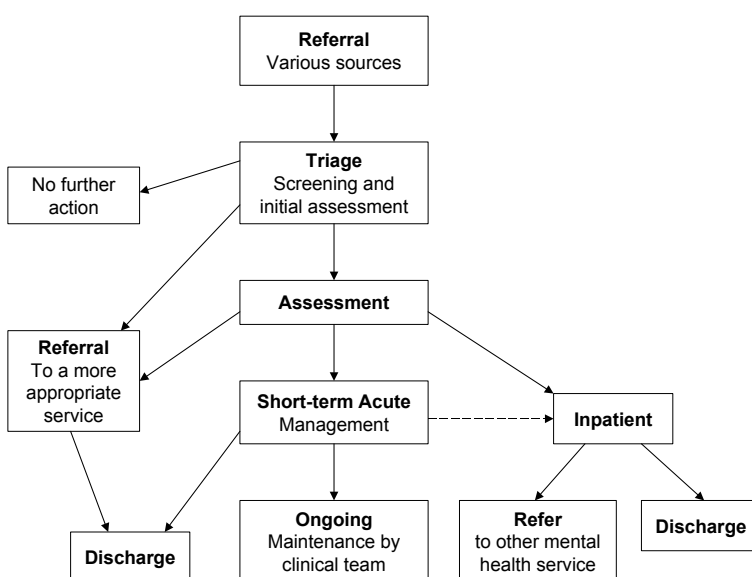 Referral
Various sources
Triage
Screening and
initial assessment
No further
action
Assessment
Referral
To a more
appropriate
service
Short-term Acute
Management
Inpatient
Ongoing
Maintenance by
clinical team
Refer
to other mental
health service
Discharge
Discharge